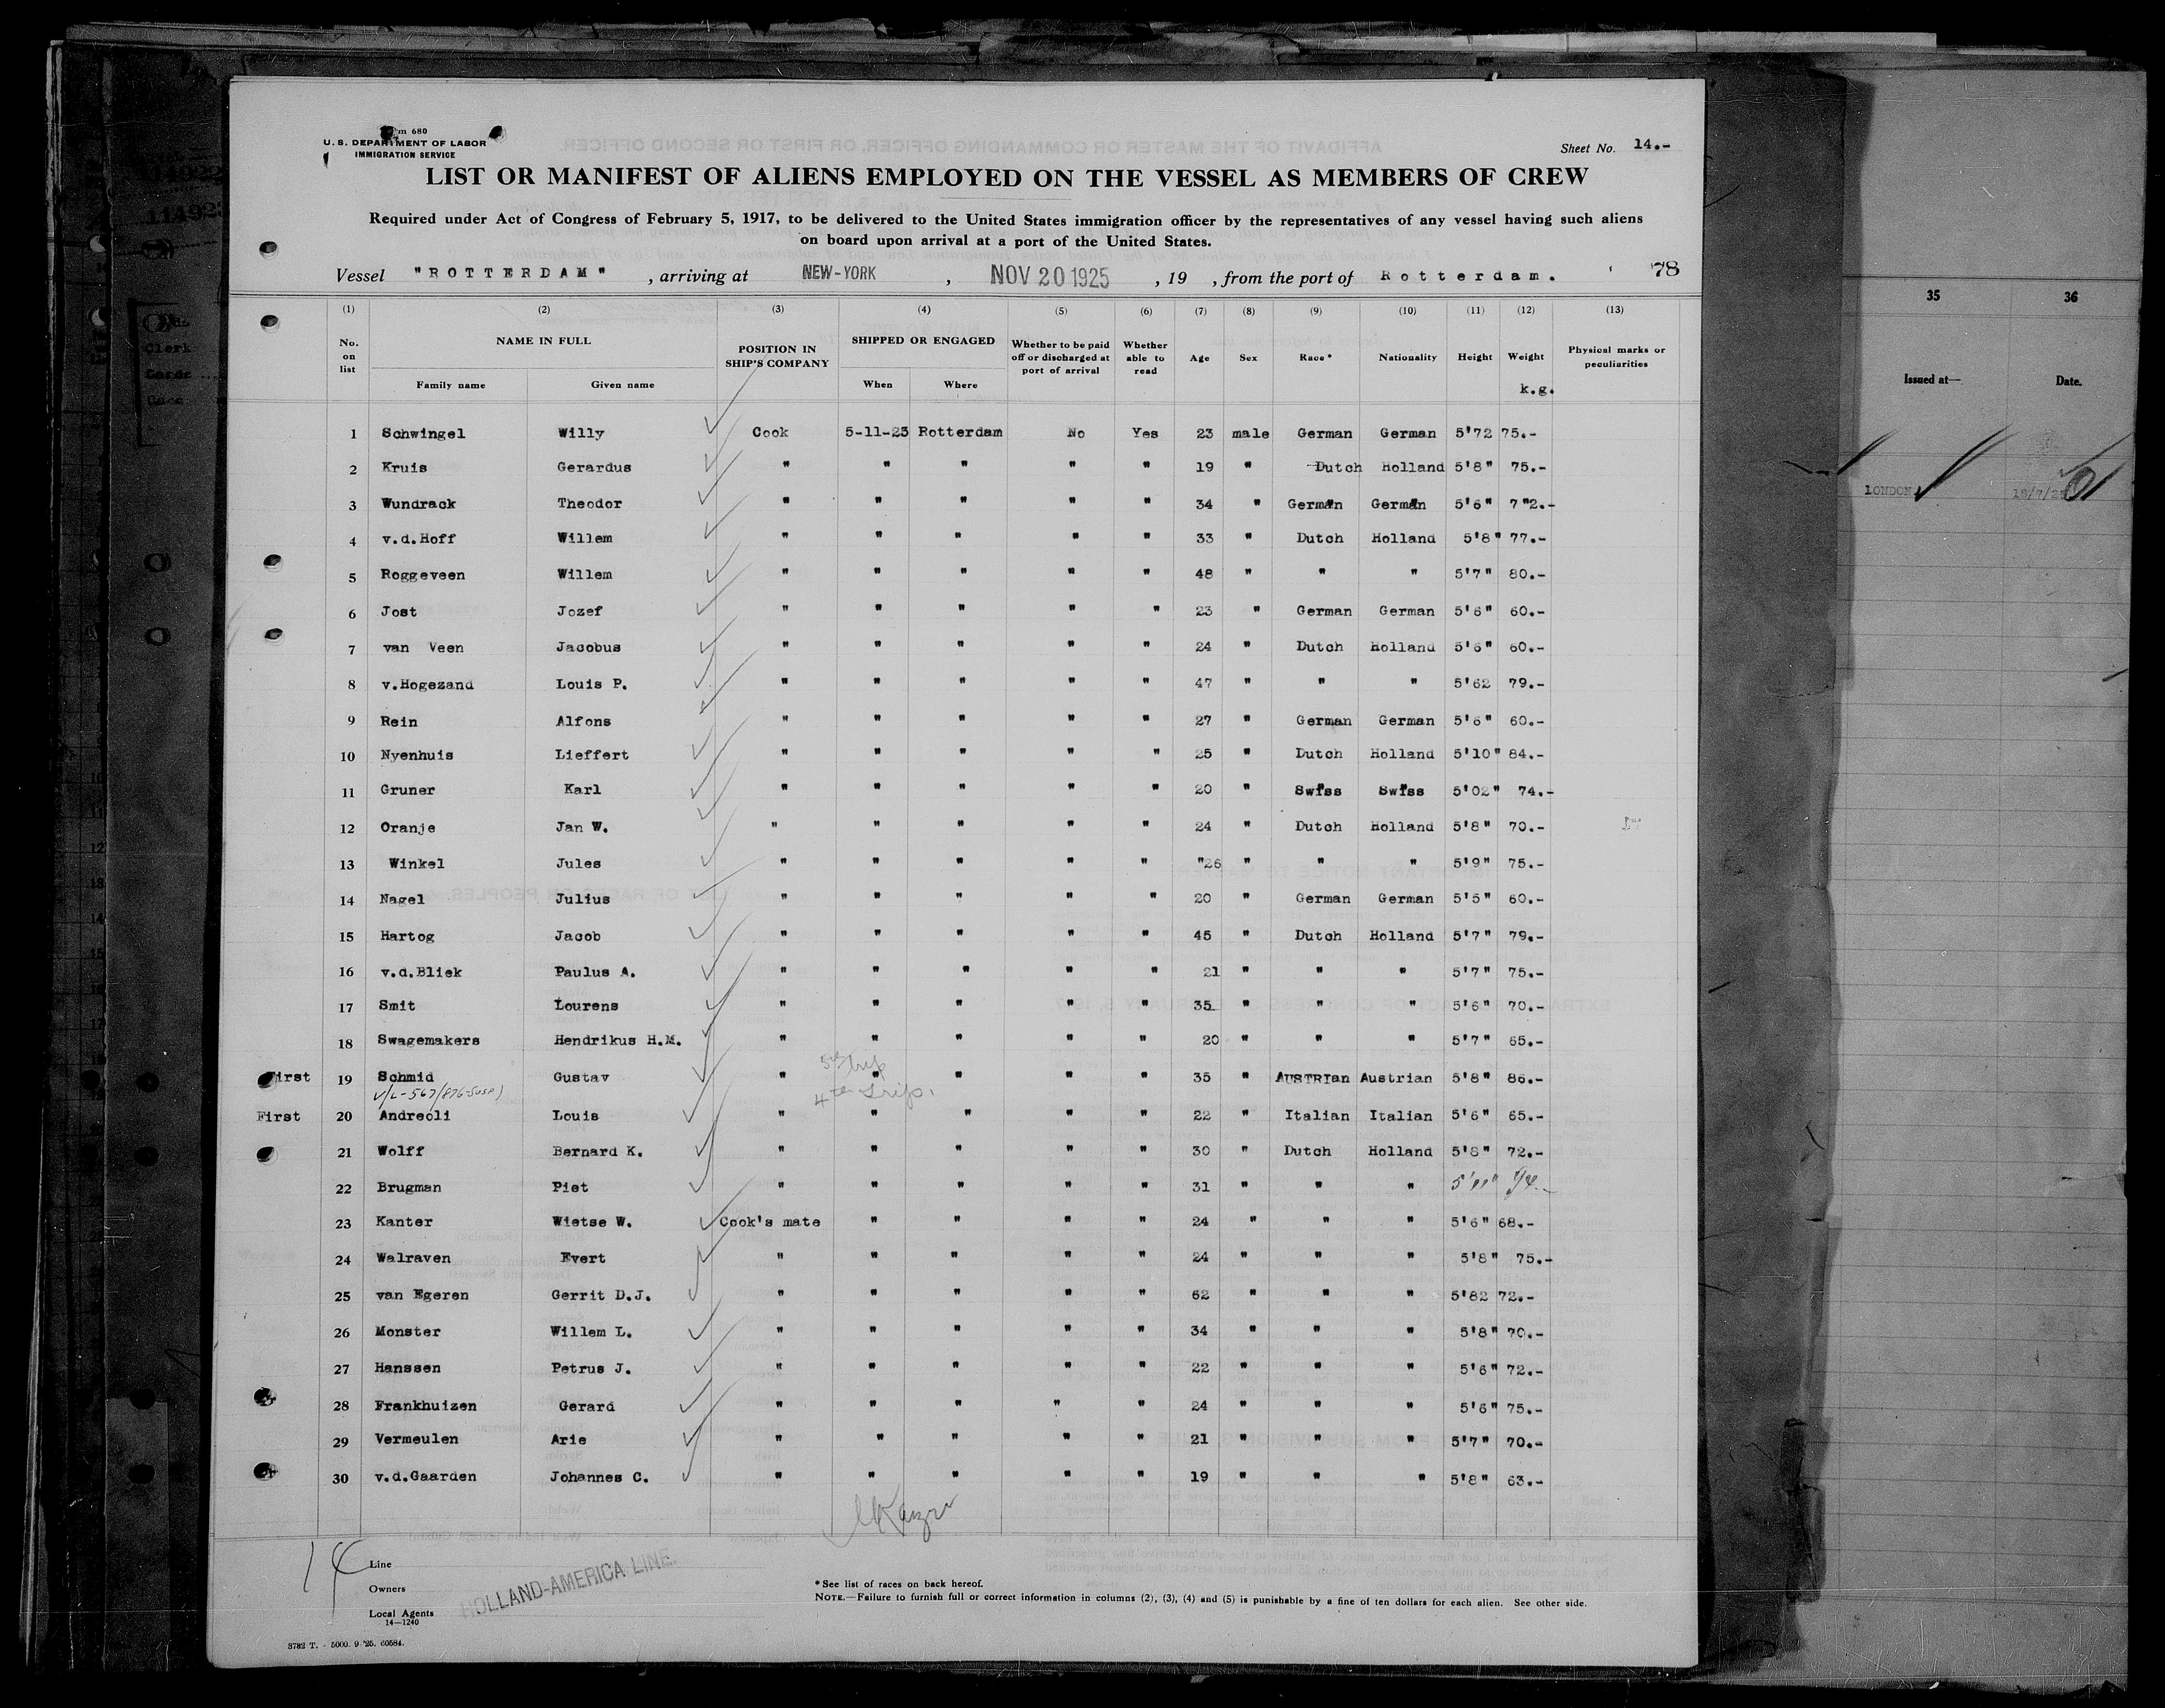 Form 680
U. S. DEPARTMENT OF LABOR
IMMIGRATION SERVICE
Sheet No. 14.-
LIST OR MANIFEST OF ALIENS EMPLOYED ON THE VESSEL AS MEMBERS OF CREW
Required under Act of Congress of February 5, 1917, to be delivered to the United States immigration officer by the representatives of any vessel having such aliens
on board upon arrival at a port of the United States.
Vessel "ROTTERDAM" , arriving at NEW-YORK , NOV 20 1925 , 19 , from the port of Rotterdam. 78
(1) (2) (3) (4) (5) (6) (7) (8) (9) (10) (11) (12) (13)
No. on list NAME IN FULL Family name Given name POSITION IN SHIP'S COMPANY SHIPPED OR ENGAGED When Where Whether to be paid off or discharged at port of arrival Whether able to read Age Sex Race* Nationality Height Weight k.g. Physical marks or peculiarities
1 Schwingel Willy Cook 5-11-25 Rotterdam No Yes 23 male German German 5'72 75.-
2 Kruis Gerardus " " " " " 19 " Dutch Holland 5'8" 75.-
3 Wundrack Theodor " " " " " 34 " German German 5'6" 7"2.-
4 v.d.Hoff Willem " " " " " 33 " Dutch Holland 5'8" 77.-
5 Roggeveen Willem " " " " " 48 " " " 5'7" 80.-
6 Jost Jozef " " " " " 23 " German German 5'6" 60.-
7 van Veen Jacobus " " " " " 24 " Dutch Holland 5'6" 60.-
8 v.Hogezand Louis P. " " " " " 47 " " " 5'62 79.-
9 Rein Alfons " " " " " 27 " German German 5'6" 60.-
10 Nyenhuis Lieffert " " " " " 25 " Dutch Holland 5'10" 84.-
11 Gruner Karl " " " " " 20 " Swiss Swiss 5'02" 74.-
12 Oranje Jan W. " " " " " 24 " Dutch Holland 5'8" 70.-
13 Winkel Jules " " " " " "26 " " " 5'9" 75.-
14 Nagel Julius " " " " " 20 " German German 5'5" 60.-
15 Hartog Jacob " " " " " 45 " Dutch Holland 5'7" 79.-
16 v.d.Bliek Paulus A. " " " " " 21 " " " 5'7" 75.-
17 Smit Lourens " " " " " 35 " " " 5'6" 70.-
18 Swagemakers Hendrikus H.M. " " " " " 20 " " " 5'7" 65.-
5th trip
First 19 Schmid Gustav " " " " " 35 " AUSTRIan Austrian 5'8" 86.-
4th trip.
First 20 Andreoli Louis " " " " " 22 " Italian Italian 5'6" 65.-
21 Wolff Bernard K. " " " " " 30 " Dutch Holland 5'8" 72.-
22 Brugman Piet " " " " " 31 " " " 5'11"
23 Kanter Wietse W. Cook's mate " " " " 24 " " " 5'6" 68.-
24 Walraven Evert " " " " " 24 " " " 5'8" 75.-
25 van Egeren Gerrit D.J. " " " " " 62 " " " 5'82 72.-
26 Monster Willem L. " " " " " 34 " " " 5'8" 70.-
27 Hanssen Petrus J. " " " " " 22 " " " 5'6" 72.-
28 Frankhuizen Gerard " " " " " 24 " " " 5'6" 75.-
29 Vermeulen Arie " " " " " 21 " " " 5'7" 70.-
30 v.d.Gaarden Johannes C. " " " " " 19 " " " 5'8" 63.-
14
Line
Owners
Local Agents
HOLLAND-AMERICA LINE.
14—1240
* See list of races on back hereof.
NOTE.—Failure to furnish full or correct information in columns (2), (3), (4) and (5) is punishable by a fine of ten dollars for each alien. See other side.
3782 T. - 5000. 9-'25. 60584.
35 36
Issued at— Date.
LONDON